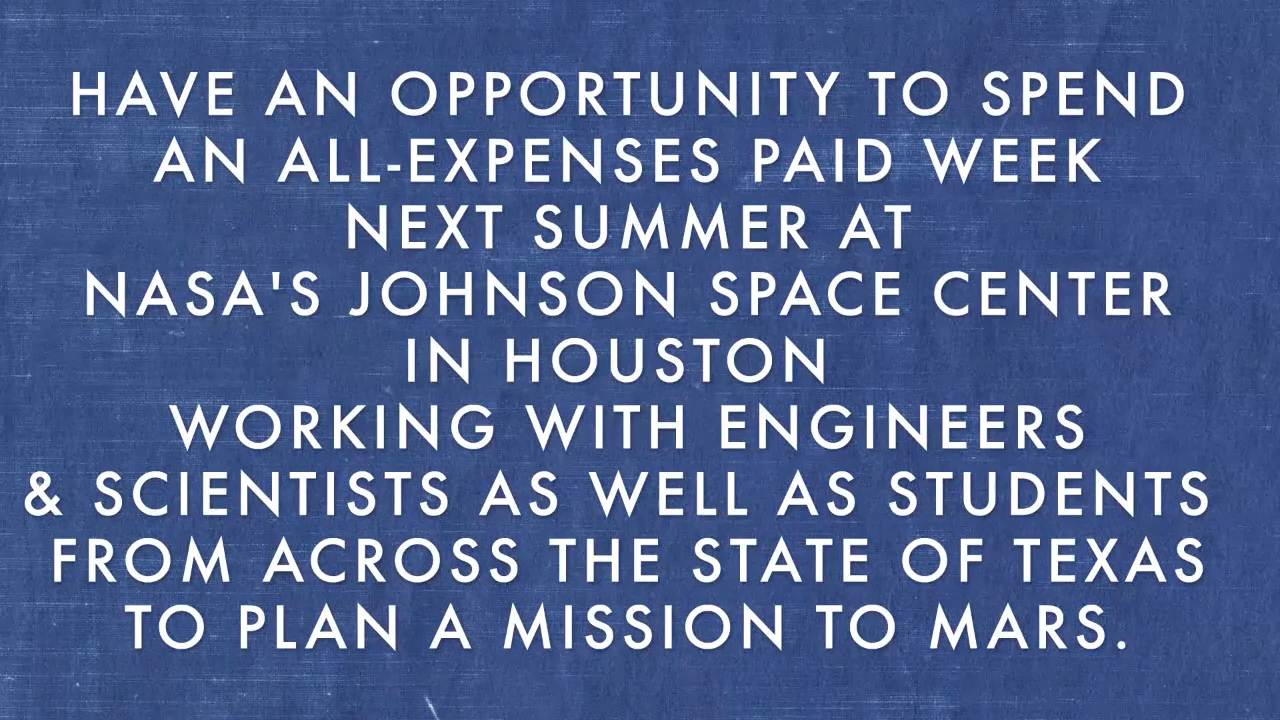 HAVE AN OPPORTUNITY TO SPEND
AN ALL-EXPENSES PAID WEEK
NEXT SUMMER AT
NASA'S JOHNSON SPACE CENTER
IN HOUSTON
WORKING WITH ENGINEERS
& SCIENTISTS AS WELL AS STUDENTS
FROM ACROSS THE STATE OF TEXAS
TO PLAN A MISSION TO MARS.